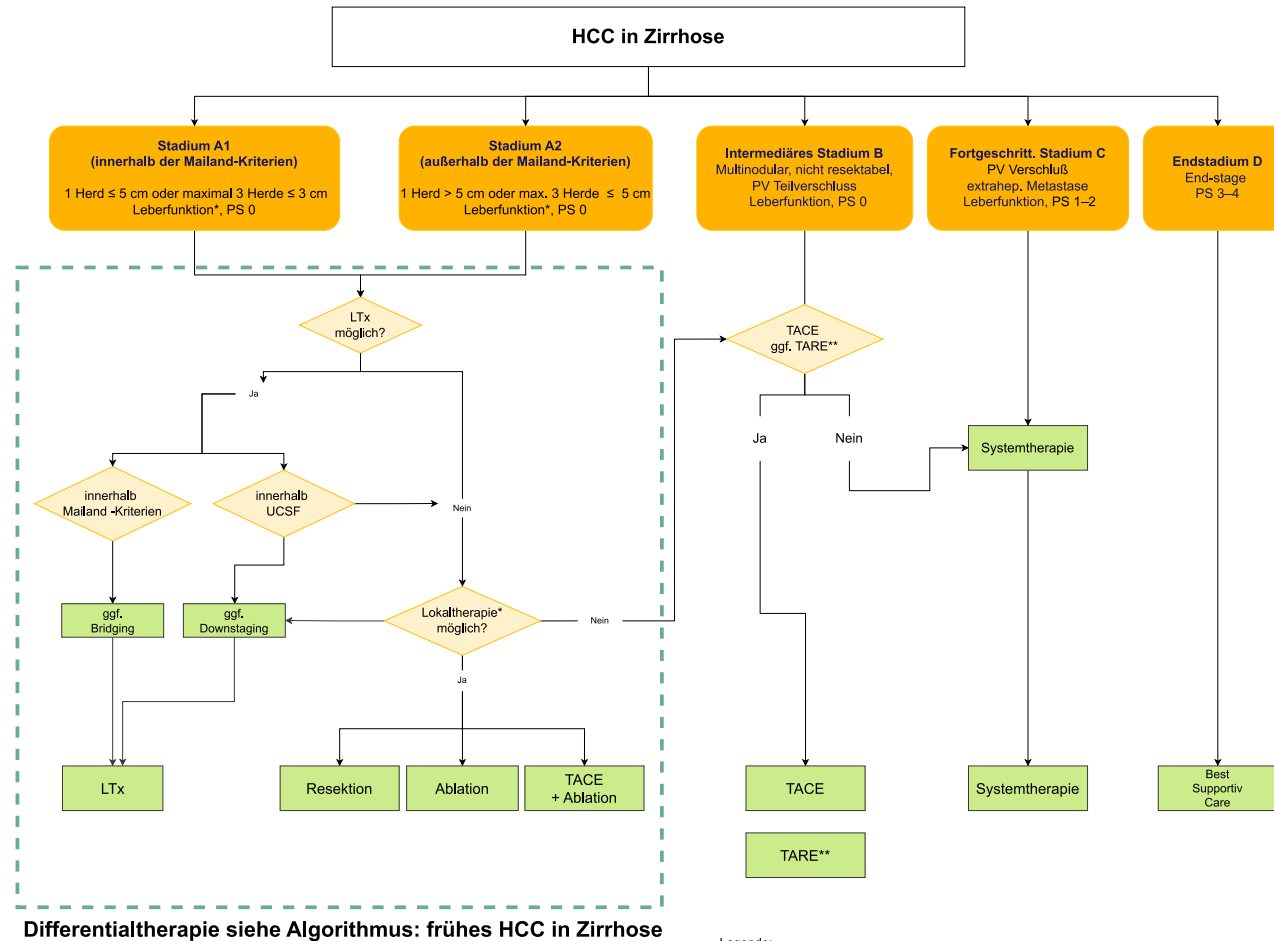 HCC in Zirrhose
Stadium A1
(innerhalb der Mailand-Kriterien)
1 Herd ≤ 5 cm oder maximal 3 Herde ≤ 3 cm
Leberfunktion*, PS 0
Stadium A2
(außerhalb der Mailand-Kriterien)
1 Herd > 5 cm oder max. 3 Herde ≤ 5 cm
Leberfunktion*, PS 0
Intermediäres Stadium B
Multinodular, nicht resektabel,
PV Teilverschluss
Leberfunktion, PS 0
Fortgeschritt. Stadium C
PV Verschluß
extrahep. Metastase
Leberfunktion, PS 1–2
Endstadium D
End-stage
PS 3–4
LTx
möglich?
TACE
ggf. TARE**
Ja
Ja
Nein
Systemtherapie
innerhalb
Mailand -Kriterien
innerhalb
UCSF
Nein
ggf.
Bridging
ggf.
Downstaging
Lokaltherapie*
möglich?
Nein
Ja
LTx
Resektion
Ablation
TACE
+ Ablation
TACE
Systemtherapie
Best
Supportiv
Care
TARE**
Differentialtherapie siehe Algorithmus: frühes HCC in Zirrhose
Legende: